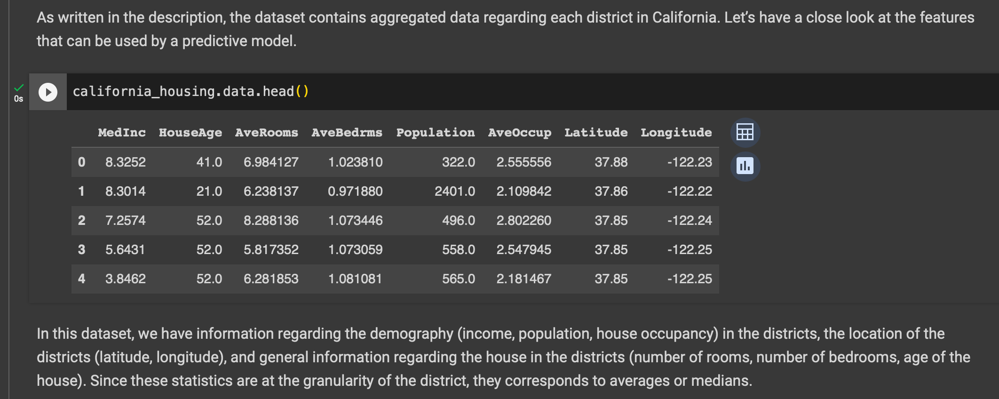 As written in the description, the dataset contains aggregated data regarding each district in California. Let’s have a close look at the features
that can be used by a predictive model.
0s
california_housing.data.head()
MedInc HouseAge AveRooms AveBedrms Population AveOccup Latitude Longitude
0 8.3252 41.0 6.984127 1.023810 322.0 2.555556 37.88 -122.23
1 8.3014 21.0 6.238137 0.971880 2401.0 2.109842 37.86 -122.22
2 7.2574 52.0 8.288136 1.073446 496.0 2.802260 37.85 -122.24
3 5.6431 52.0 5.817352 1.073059 558.0 2.547945 37.85 -122.25
4 3.8462 52.0 6.281853 1.081081 565.0 2.181467 37.85 -122.25
In this dataset, we have information regarding the demography (income, population, house occupancy) in the districts, the location of the
districts (latitude, longitude), and general information regarding the house in the districts (number of rooms, number of bedrooms, age of the
house). Since these statistics are at the granularity of the district, they corresponds to averages or medians.